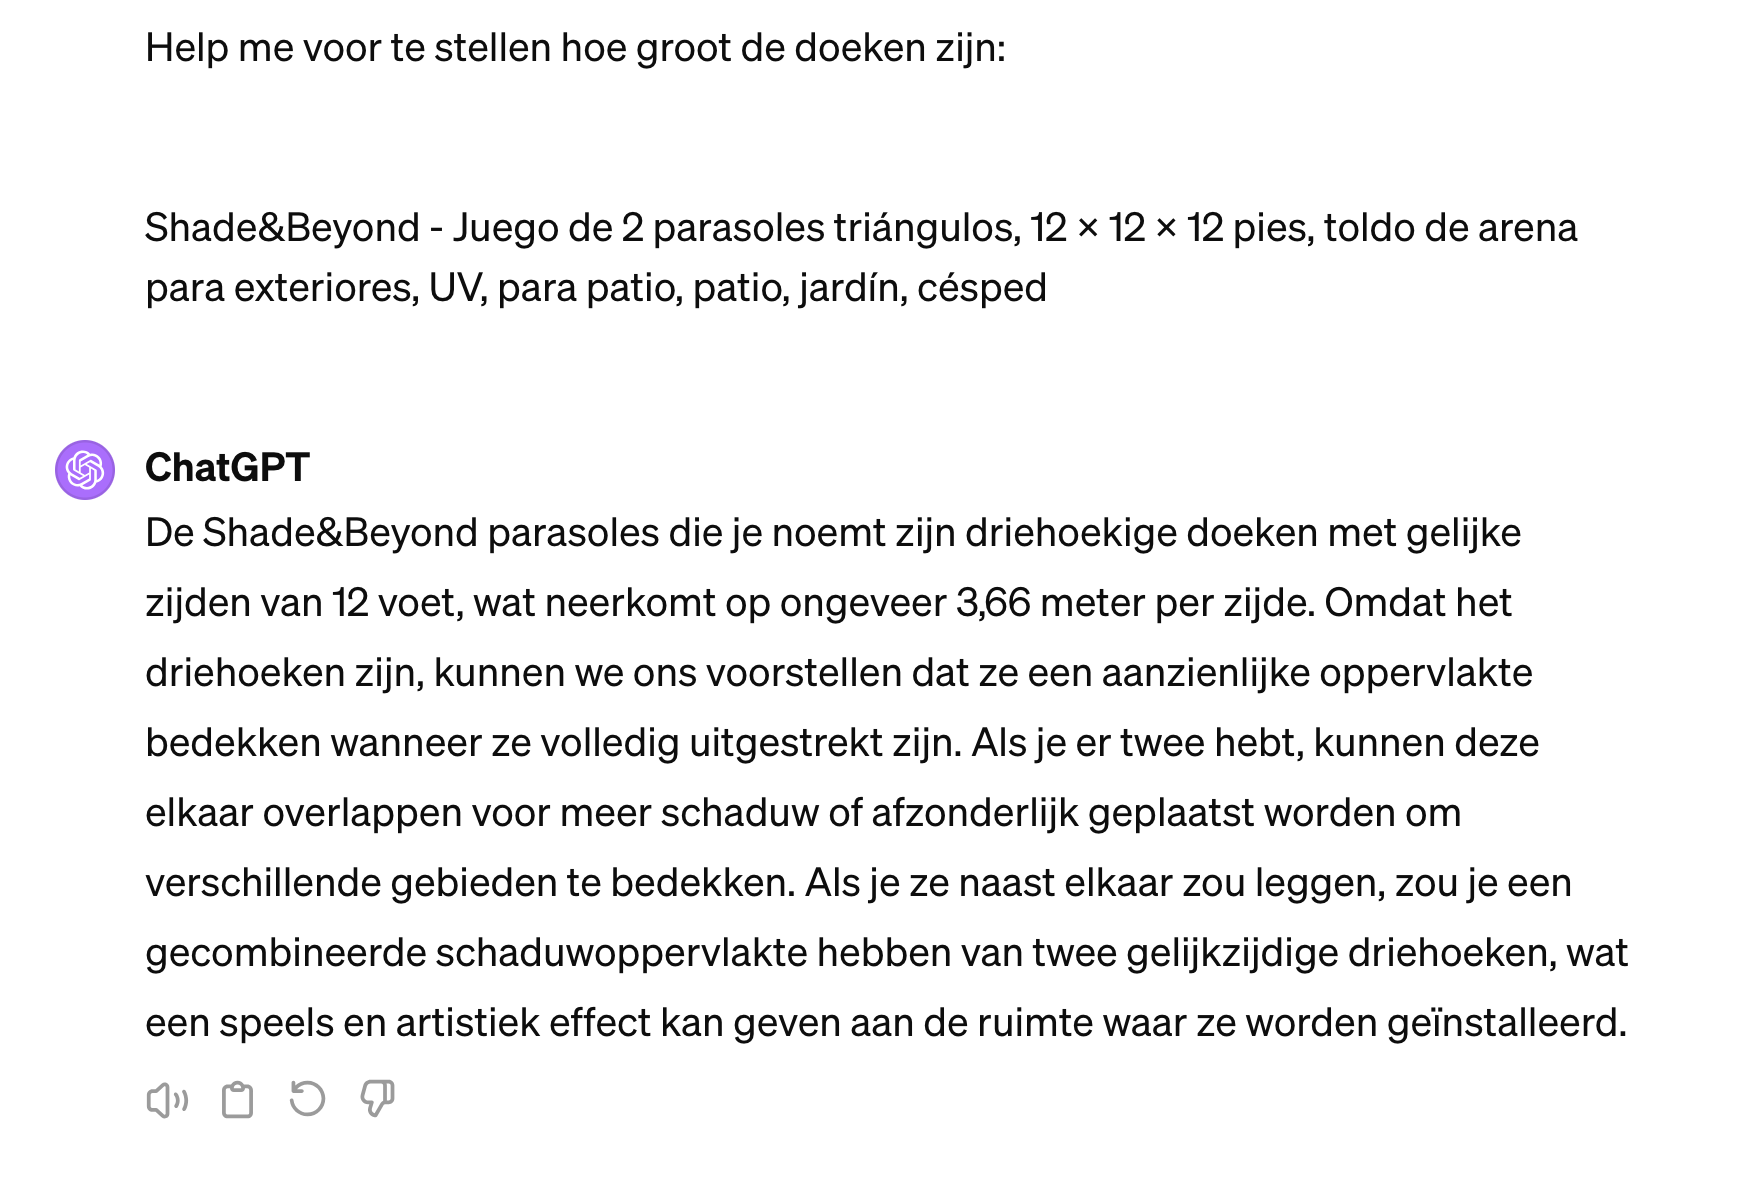 Help me voor te stellen hoe groot de doeken zijn:
Shade&Beyond - Juego de 2 parasoles triángulos, 12 × 12 × 12 pies, toldo de arena
para exteriores, UV, para patio, patio, jardín, césped
ChatGPT
De Shade&Beyond parasoles die je noemt zijn driehoekige doeken met gelijke
zijden van 12 voet, wat neerkomt op ongeveer 3,66 meter per zijde. Omdat het
driehoeken zijn, kunnen we ons voorstellen dat ze een aanzienlijke oppervlakte
bedekken wanneer ze volledig uitgestrekt zijn. Als je er twee hebt, kunnen deze
elkaar overlappen voor meer schaduw of afzonderlijk geplaatst worden om
verschillende gebieden te bedekken. Als je ze naast elkaar zou leggen, zou je een
gecombineerde schaduwoppervlakte hebben van twee gelijkzijdige driehoeken, wat
een speels en artistiek effect kan geven aan de ruimte waar ze worden geïnstalleerd.